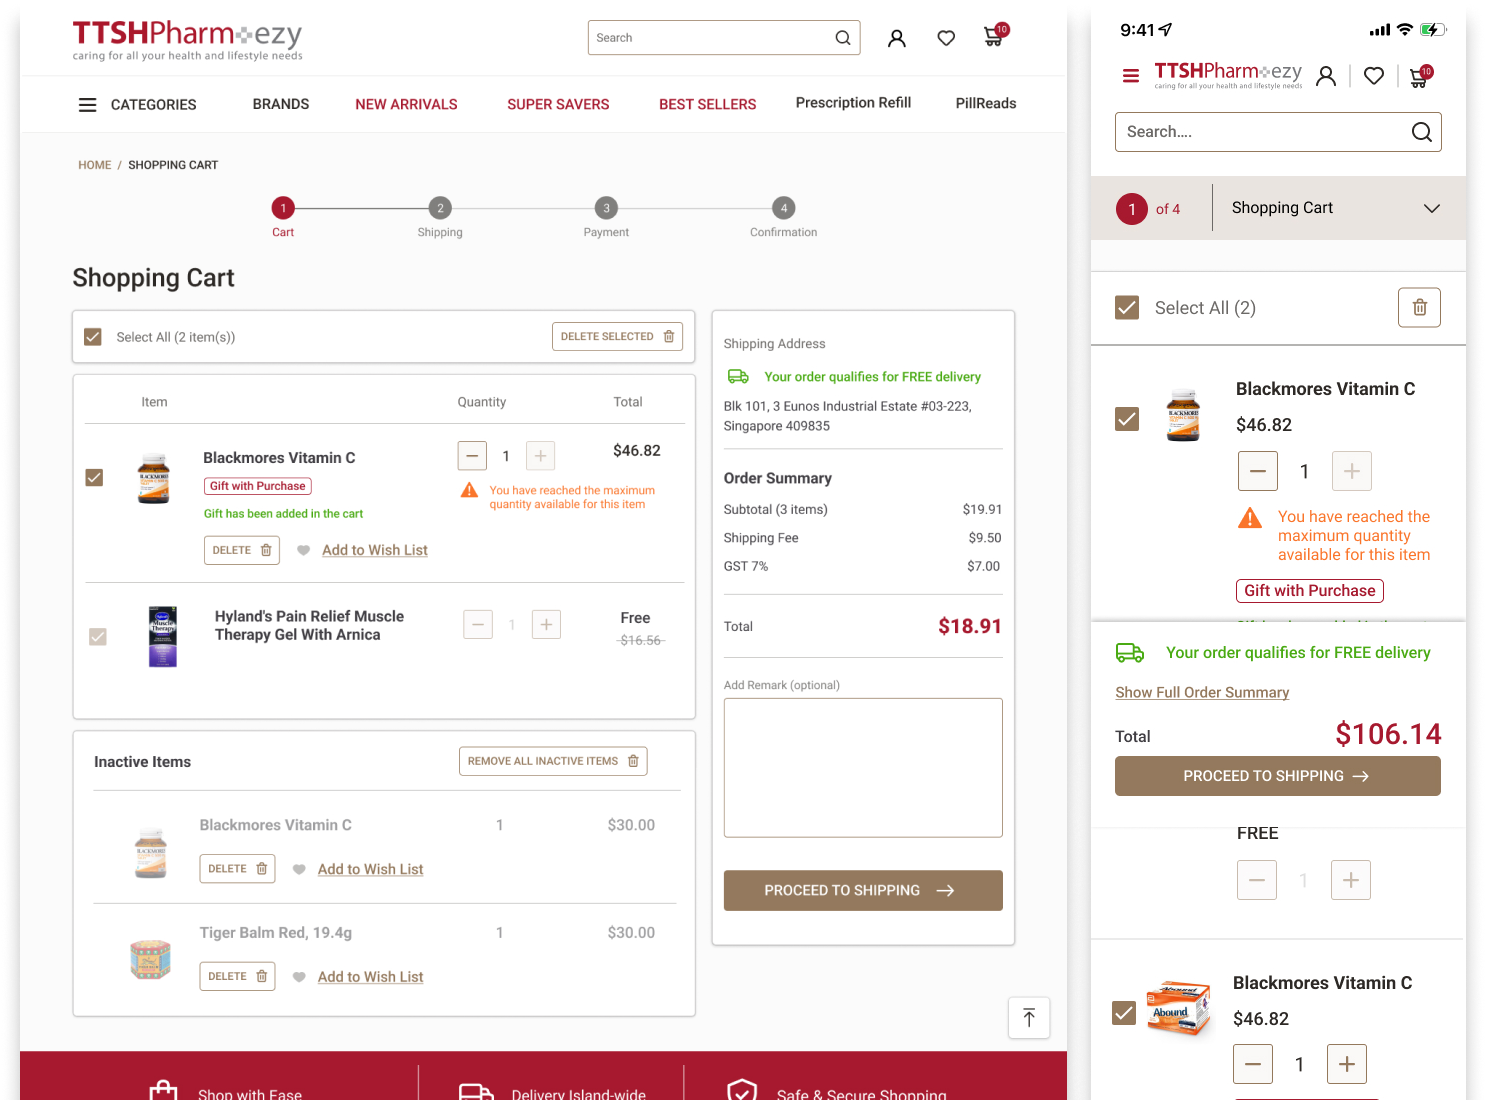 TTSHPharm ezy
caring for all your health and lifestyle needs
Search
10
CATEGORIES
BRANDS
NEW ARRIVALS
SUPER SAVERS
BEST SELLERS
Prescription Refill
PillReads
HOME / SHOPPING CART
1
2
3
4
Cart
Shipping
Payment
Confirmation
Shopping Cart
Select All (2 item(s))
DELETE SELECTED
Item
Quantity
Total
Blackmores Vitamin C
1
$46.82
Gift with Purchase
You have reached the maximum
quantity available for this item
Gift has been added in the cart
DELETE
Add to Wish List
BLACKMORES
Hyland's Pain Relief Muscle
Therapy Gel With Arnica
1
Free
$16.56
Muscle
Therapy
Inactive Items
REMOVE ALL INACTIVE ITEMS
Blackmores Vitamin C
1
$30.00
DELETE
Add to Wish List
BLACKMORES
Tiger Balm Red, 19.4g
1
$30.00
DELETE
Add to Wish List
Shipping Address
Your order qualifies for FREE delivery
Blk 101, 3 Eunos Industrial Estate #03-223,
Singapore 409835
Order Summary
Subtotal (3 items)
$19.91
Shipping Fee
$9.50
GST 7%
$7.00
Total
$18.91
Add Remark (optional)
PROCEED TO SHIPPING
Shop with Ease
Delivery Island-wide
Safe & Secure Shopping
9:41
TTSHPharm ezy
caring for all your health and lifestyle needs
10
Search....
1 of 4
Shopping Cart
Select All (2)
Blackmores Vitamin C
$46.82
BLACKMORES
1
You have reached the
maximum quantity
available for this item
Gift with Purchase
Your order qualifies for FREE delivery
Show Full Order Summary
Total
$106.14
PROCEED TO SHIPPING
FREE
1
Blackmores Vitamin C
$46.82
Abound
Abound
1